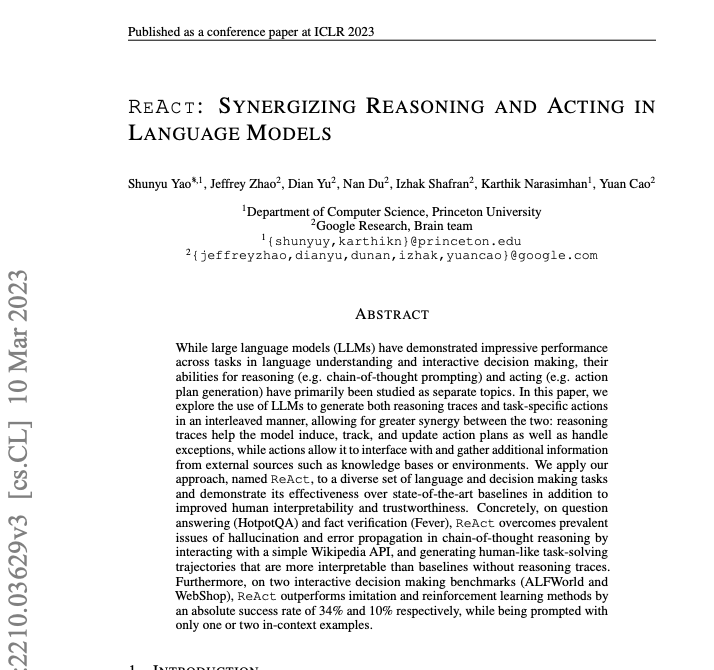 Published as a conference paper at ICLR 2023
REACT: SYNERGIZING REASONING AND ACTING IN
LANGUAGE MODELS
Shunyu Yao*,1, Jeffrey Zhao2, Dian Yu2, Nan Du2, Izhak Shafran2, Karthik Narasimhan1, Yuan Cao2
1Department of Computer Science, Princeton University
2Google Research, Brain team
1{shunyuy,karthikn}@princeton.edu
2{jeffreyzhao,dianyu,dunan,izhak,yuancao}@google.com
ABSTRACT
While large language models (LLMs) have demonstrated impressive performance
across tasks in language understanding and interactive decision making, their
abilities for reasoning (e.g. chain-of-thought prompting) and acting (e.g. action
plan generation) have primarily been studied as separate topics. In this paper, we
explore the use of LLMs to generate both reasoning traces and task-specific actions
in an interleaved manner, allowing for greater synergy between the two: reasoning
traces help the model induce, track, and update action plans as well as handle
exceptions, while actions allow it to interface with and gather additional information
from external sources such as knowledge bases or environments. We apply our
approach, named ReAct, to a diverse set of language and decision making tasks
and demonstrate its effectiveness over state-of-the-art baselines in addition to
improved human interpretability and trustworthiness. Concretely, on question
answering (HotpotQA) and fact verification (Fever), ReAct overcomes prevalent
issues of hallucination and error propagation in chain-of-thought reasoning by
interacting with a simple Wikipedia API, and generating human-like task-solving
trajectories that are more interpretable than baselines without reasoning traces.
Furthermore, on two interactive decision making benchmarks (ALFWorld and
WebShop), ReAct outperforms imitation and reinforcement learning methods by
an absolute success rate of 34% and 10% respectively, while being prompted with
only one or two in-context examples.
1 INTRODUCTION
:2210.03629v3 [cs.CL] 10 Mar 2023